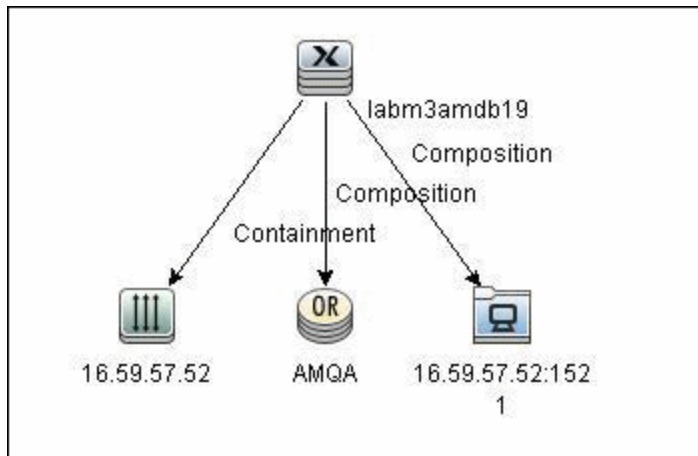 labm3amdb19
Composition
Composition
Containment
OR
16.59.57.52
AMQA
16.59.57.52:152
1